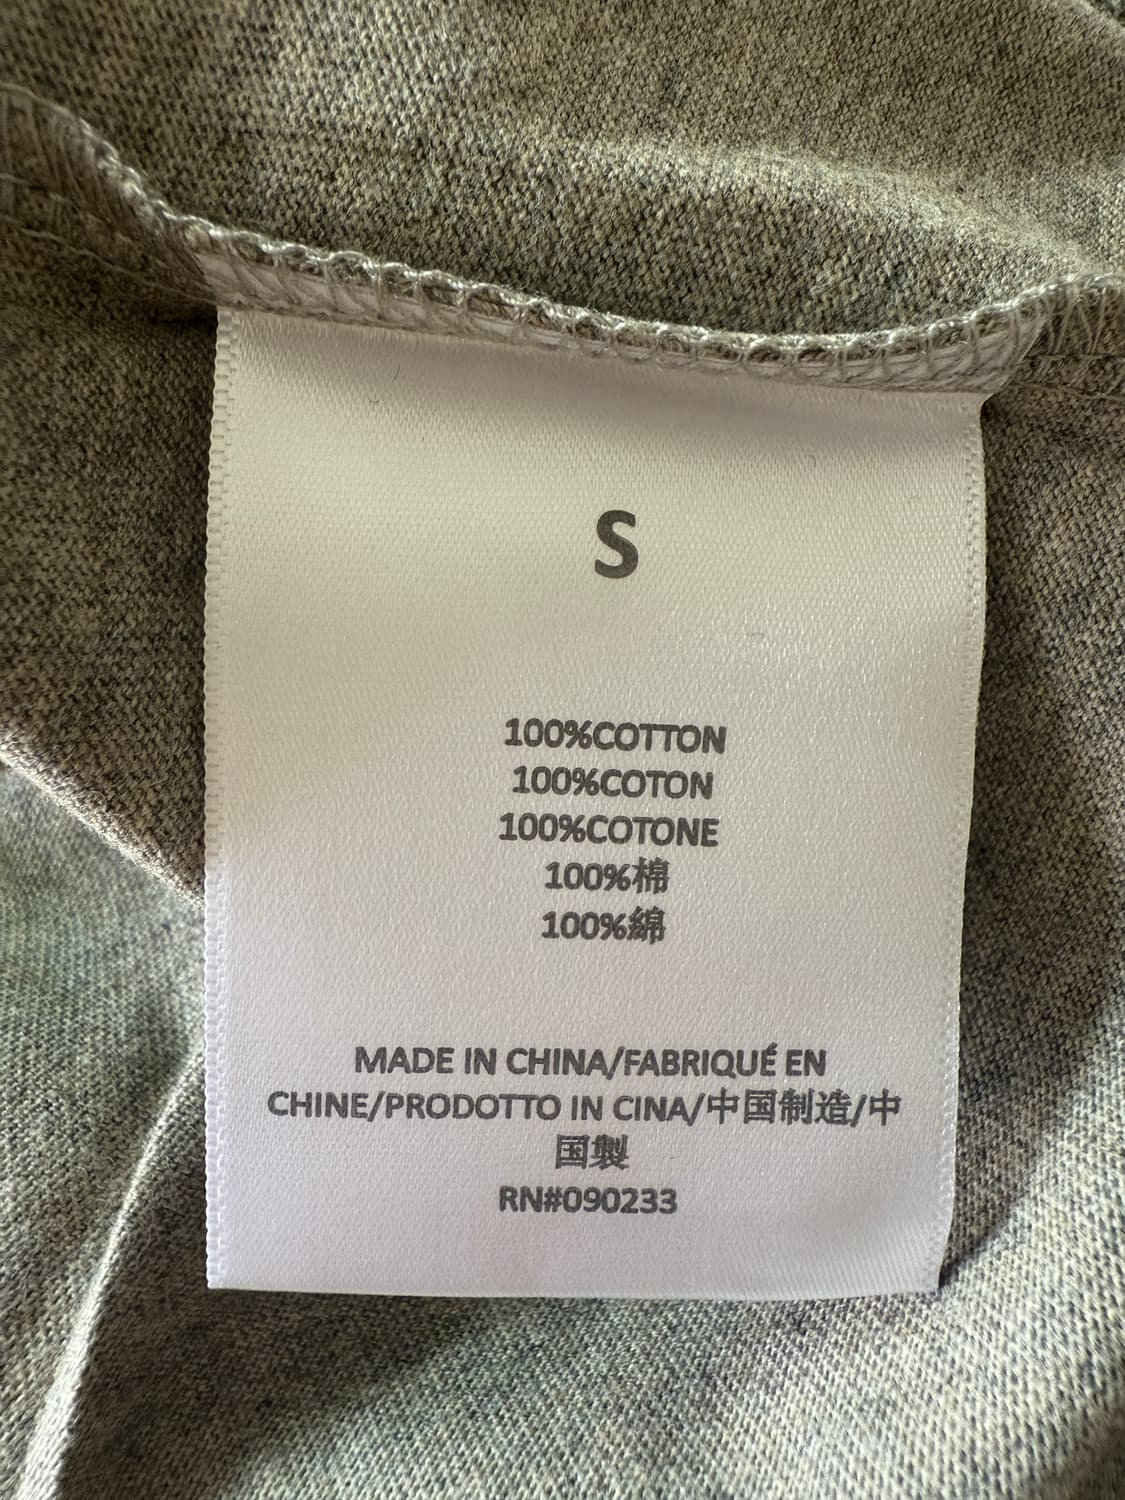 S
100%COTTON
100%COTON
100%COTONE
100%棉
100%綿
MADE IN CHINA/FABRIQUÉ EN
CHINE/PRODOTTO IN CINA/中国制造/中
国製
RN#090233